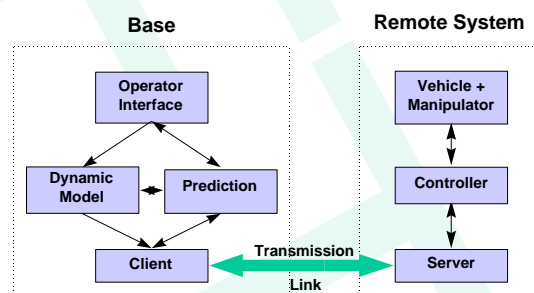 Base
Remote System
Operator
Interface
Vehicle +
Manipulator
Dynamic
Model
Prediction
Controller
Client
Transmission
Link
Server